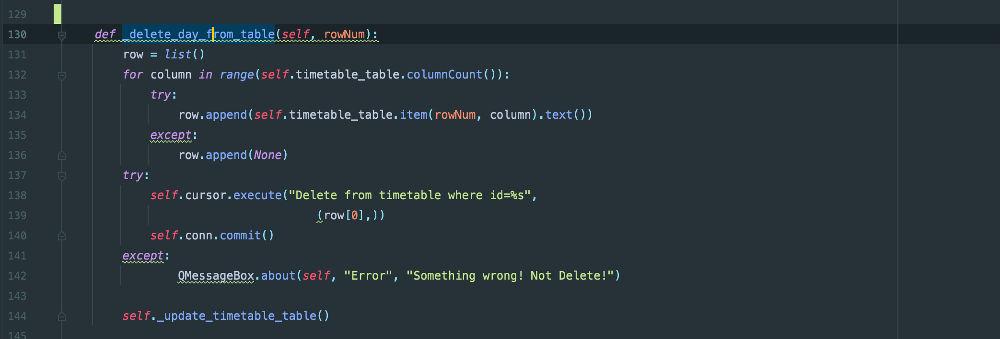 129
130 def _delete_day_from_table(self, rowNum):
131 row = list()
132 for column in range(self.timetable_table.columnCount()):
133 try:
134 row.append(self.timetable_table.item(rowNum, column).text())
135 except:
136 row.append(None)
137 try:
138 self.cursor.execute("Delete from timetable where id=%s",
139 (row[0],))
140 self.conn.commit()
141 except:
142 QMessageBox.about(self, "Error", "Something wrong! Not Delete!")
143
144 self._update_timetable_table()
145